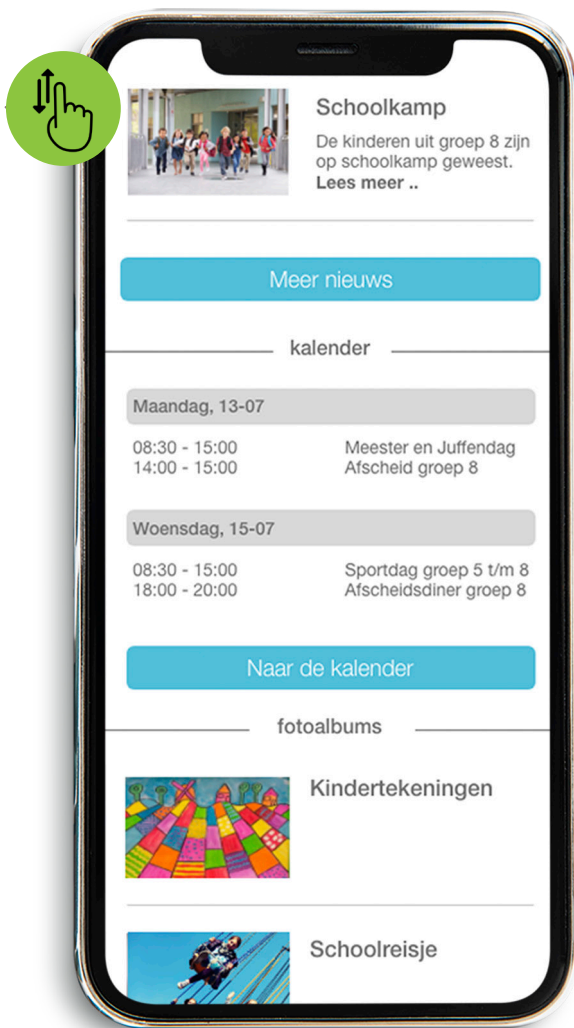 Schoolkamp
De kinderen uit groep 8 zijn
op schoolkamp geweest.
Lees meer ..
Meer nieuws
kalender
Maandag, 13-07
08:30 - 15:00 Meester en Juffendag
14:00 - 15:00 Afscheid groep 8
Woensdag, 15-07
08:30 - 15:00 Sportdag groep 5 t/m 8
18:00 - 20:00 Afscheidsdiner groep 8
Naar de kalender
fotoalbums
Kindertekeningen
Schoolreisje